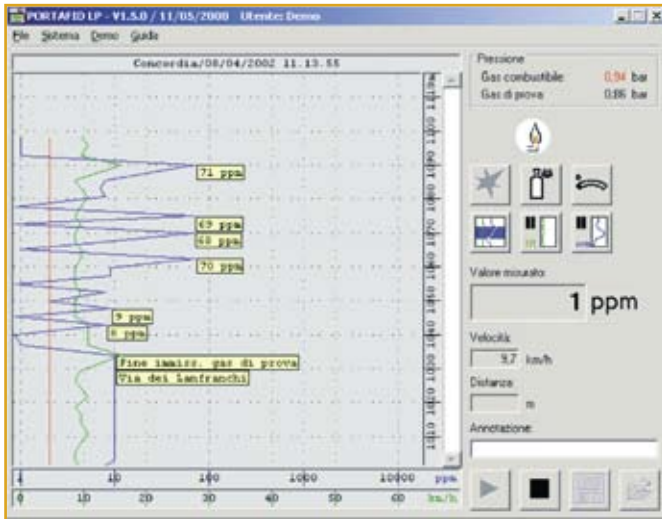 PORTAFID LP - V1.5.0 / 11/05/2000 Utente: Demo
File Sistema Demo Guida
Concordia/08/04/2002 11.13.55
71 ppm
69 ppm
68 ppm
70 ppm
9 ppm
8 ppm
Fine immiss. gas di prova
Via dei Lanfranchi
1 10 100 1000 10000 ppm
0 10 20 30 40 50 60 km/h
Pressione
Gas combustibile: 0.94 bar
Gas di prova: 0.86 bar
Valore misurato:
1 ppm
Velocità:
9,7 km/h
Distanza:
m
Annotazione: